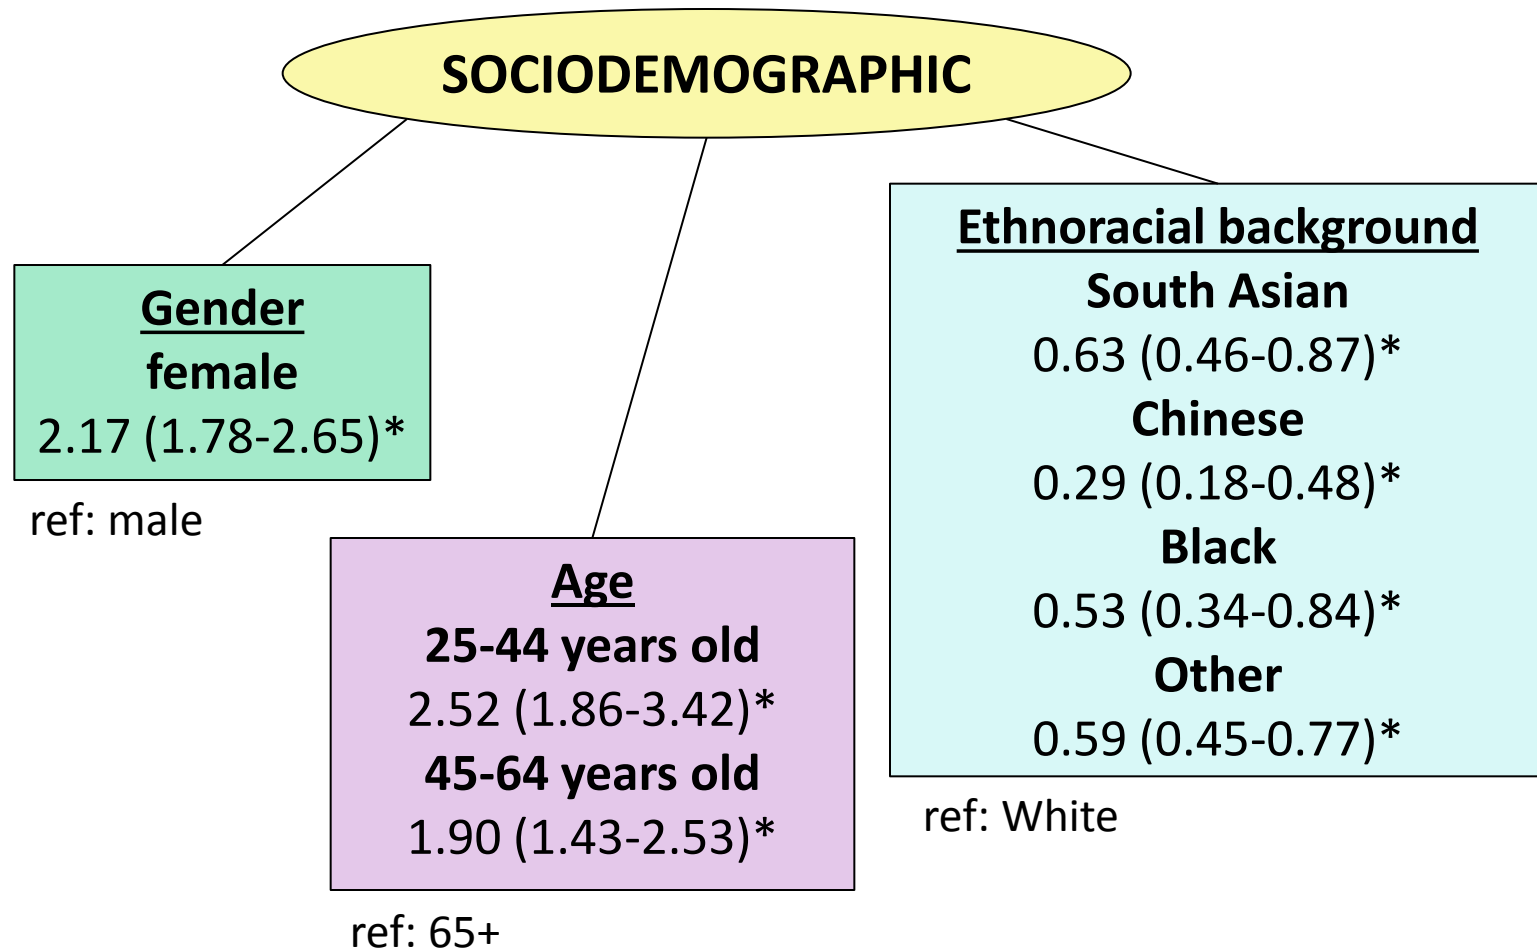 SOCIODEMOGRAPHIC
Gender
female
2.17 (1.78-2.65)*
ref: male
Age
25-44 years old
2.52 (1.86-3.42)*
45-64 years old
1.90 (1.43-2.53)*
ref: 65+
Ethnoracial background
South Asian
0.63 (0.46-0.87)*
Chinese
0.29 (0.18-0.48)*
Black
0.53 (0.34-0.84)*
Other
0.59 (0.45-0.77)*
ref: White